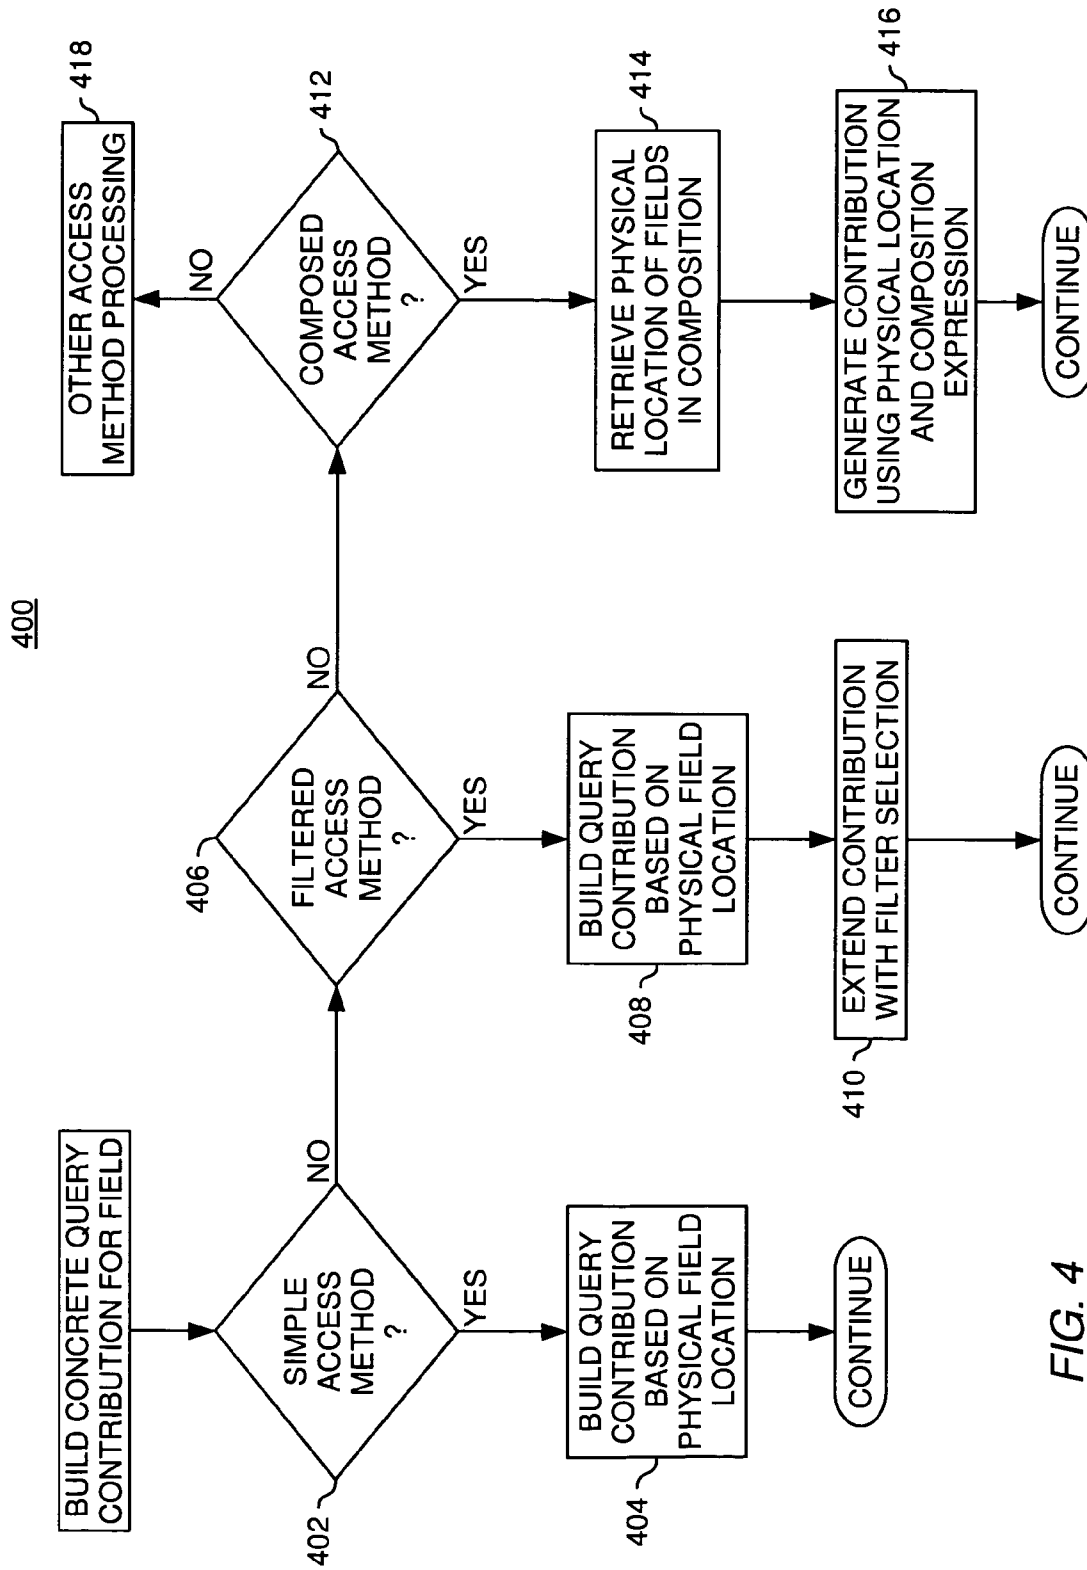 400
BUILD CONCRETE QUERY
CONTRIBUTION FOR FIELD
402
SIMPLE
ACCESS
METHOD
?
NO
YES
404
BUILD QUERY
CONTRIBUTION
BASED ON
PHYSICAL FIELD
LOCATION
CONTINUE
406
FILTERED
ACCESS
METHOD
?
NO
YES
408
BUILD QUERY
CONTRIBUTION
BASED ON
PHYSICAL FIELD
LOCATION
410
EXTEND CONTRIBUTION
WITH FILTER SELECTION
CONTINUE
412
COMPOSED
ACCESS
METHOD
?
NO
YES
418
OTHER ACCESS
METHOD PROCESSING
414
RETRIEVE PHYSICAL
LOCATION OF FIELDS
IN COMPOSITION
416
GENERATE CONTRIBUTION
USING PHYSICAL LOCATION
AND COMPOSITION
EXPRESSION
CONTINUE
FIG. 4